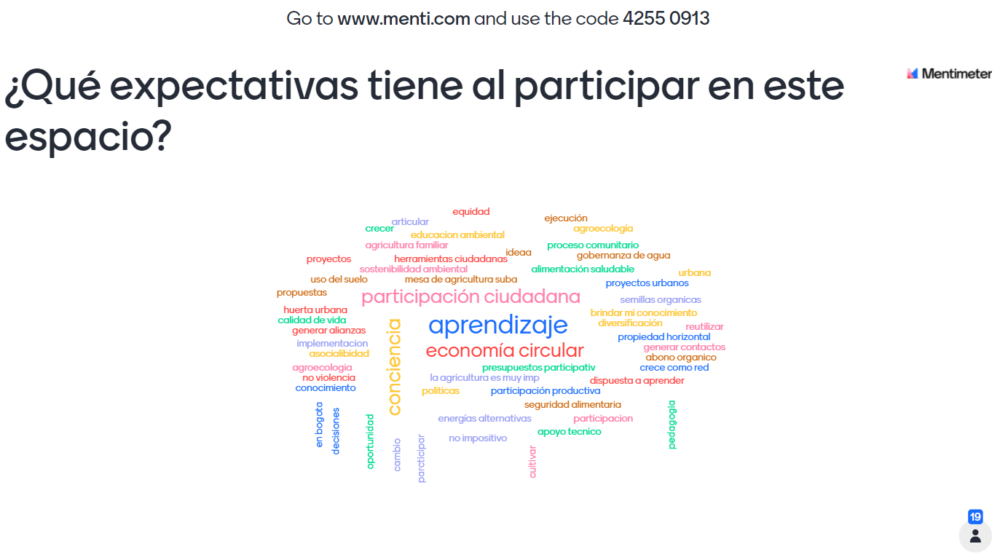 Go to www.menti.com and use the code 4255 0913
Mentimeter
¿Qué expectativas tiene al participar en este
espacio?
equidad
articular
ejecución
crecer
agroecología
educacion ambiental
agricultura familiar
proceso comunitario
ideaa
gobernanza de agua
proyectos
herramientas ciudadanas
sostenibilidad ambiental
alimentación saludable
urbana
uso del suelo
mesa de agricultura suba
proyectos urbanos
propuestas
participación ciudadana
semillas organicas
huerta urbana
brindar mi conocimiento
calidad de vida
aprendizaje
diversificación
generar alianzas
reutilizar
conciencia
propiedad horizontal
implementacion
economía circular
generar contactos
asocialibidad
abono organico
agroecologia
presupuestos participativ
crece como red
no violencia
la agricultura es muy imp
dispuesta a aprender
conocimiento
politicas
participación productiva
seguridad alimentaria
en bogota
decisiones
oportunidad
energías alternativas
participacion
pedagogia
cambio
parcticipar
no impositivo
apoyo tecnico
cultivar
19